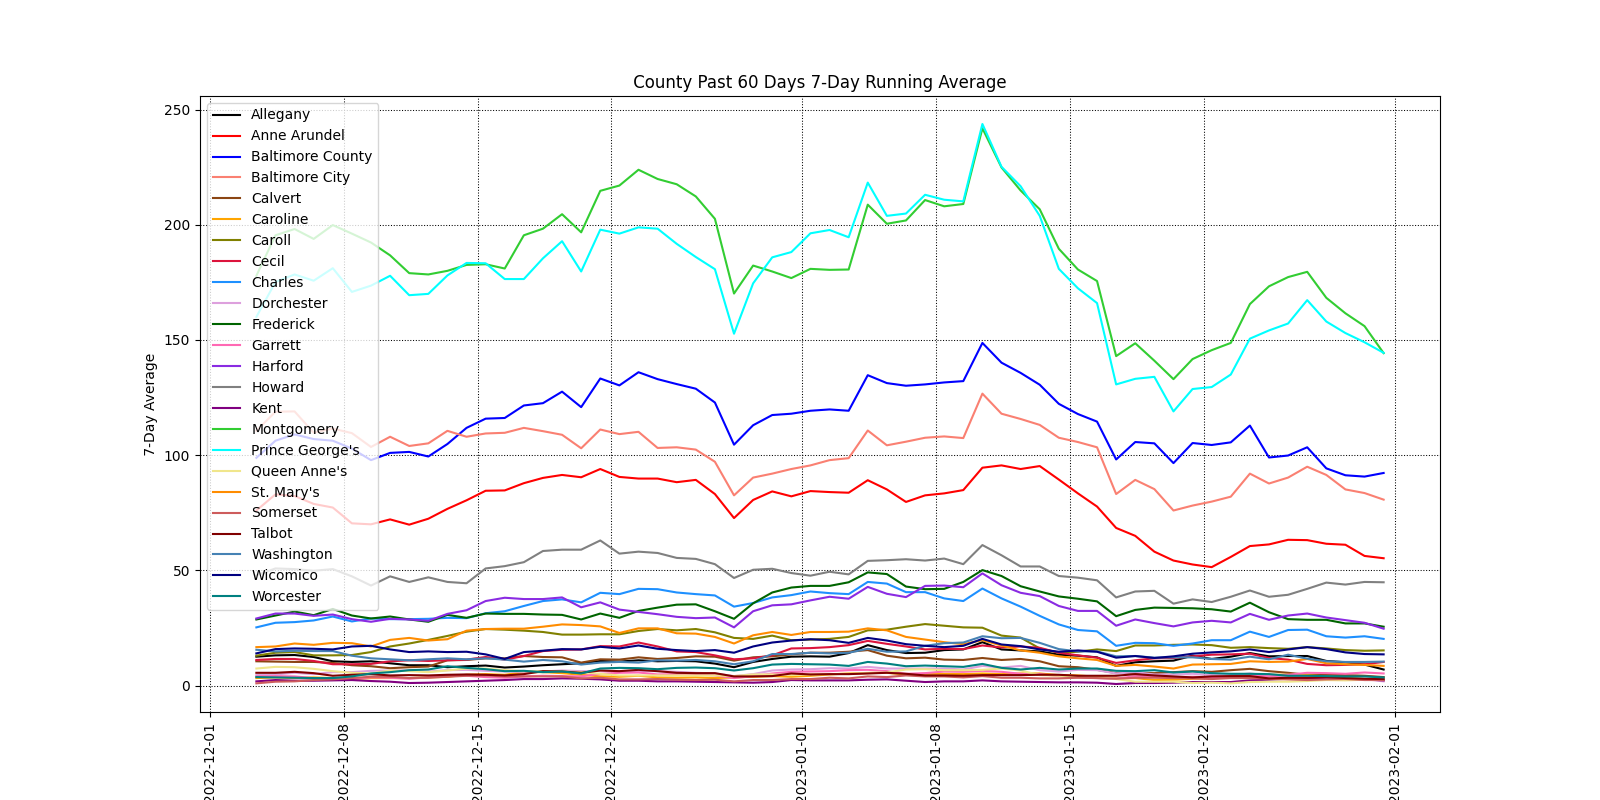 County Past 60 Days 7-Day Running Average
7-Day Average
250
200
150
100
50
0
Allegany
Anne Arundel
Baltimore County
Baltimore City
Calvert
Caroline
Caroll
Cecil
Charles
Dorchester
Frederick
Garrett
Harford
Howard
Kent
Montgomery
Prince George's
Queen Anne's
St. Mary's
Somerset
Talbot
Washington
Wicomico
Worcester
2022-12-01
2022-12-08
2022-12-15
2022-12-22
2023-01-01
2023-01-08
2023-01-15
2023-01-22
2023-02-01